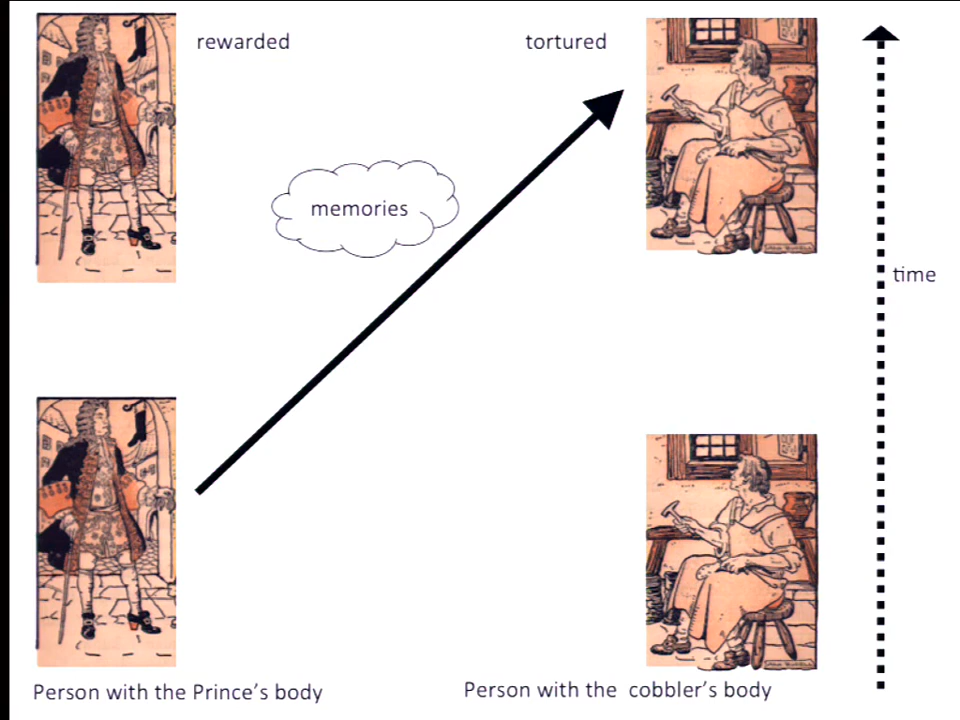 rewarded
tortured
memories
time
Person with the Prince’s body
Person with the cobbler’s body